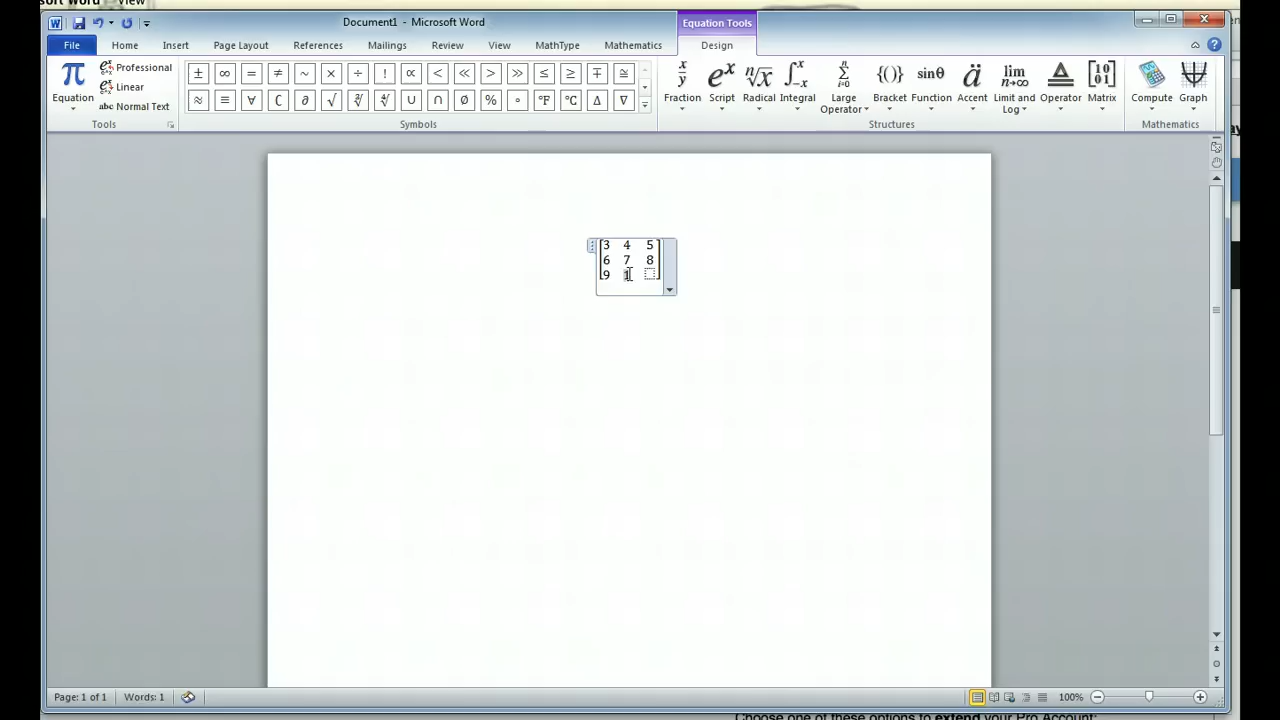 soft Word View
Document1 - Microsoft Word
Equation Tools
File Home Insert Page Layout References Mailings Review View MathType Mathematics Design
π Equation
Professional
Linear
abc Normal Text
± ∞ = ≠ ~ × ÷ ! ∝ < ≪ > ≫ ≤ ≥ ∓ ≅
≈ ≡ ∀ ∁ ∂ √ ∛ ∜ ∪ ∩ ∅ % ° °F °C ∆ ∇
Fraction Script Radical Integral Large Operator Bracket Function Accent Limit and Log Operator Matrix Compute Graph
Tools Symbols Structures Mathematics
3 4 5
6 7 8
9 1
Page: 1 of 1 Words: 1 100%
Choose one of these options to extend your Pro Account: